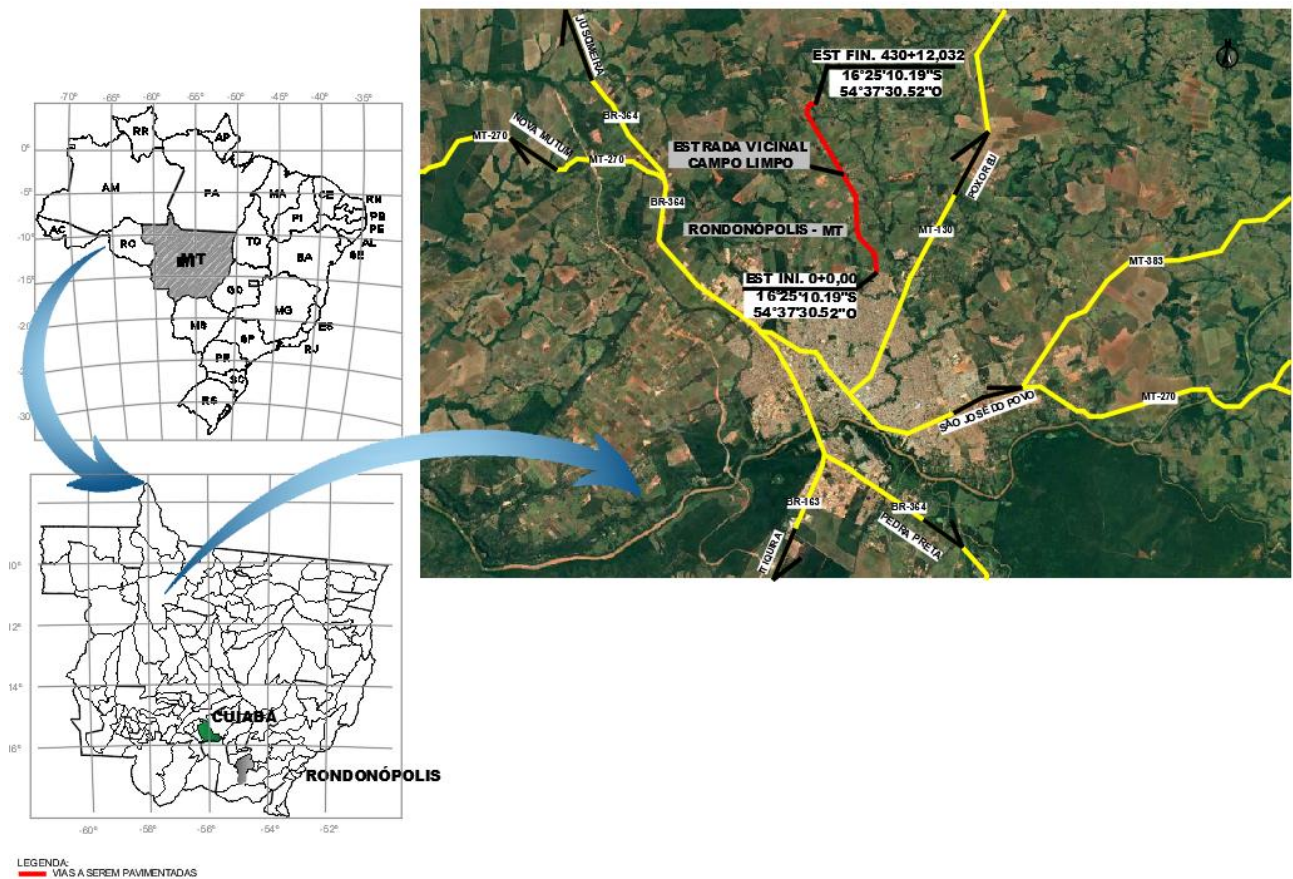 -70°
-65°
-60°
-55°
-50°
-45°
-40°
-35°
0°
-5°
-10°
-15°
-20°
-25°
-30°
RR
AP
AM
PA
MA
CE
RN
PB
PE
AL
SE
PI
AC
RO
MT
TO
BA
GO
MG
MS
ES
SP
RJ
PR
SC
RS
10°
12°
-14°
16°
-60°
-58°
-56°
-54°
-52°
CUIABÁ
RONDONÓPOLIS
LEGENDA:
VIAS A SEREM PAVIMENTADAS
JUSCIMEIRA
BR-364
MT-270
NOVA MUTUM
MT-270
BR-364
EST FIN. 430+12,032
16°25'10.19"S
54°37'30.52"O
ESTRADA VICINAL
CAMPO LIMPO
RONDONÓPOLIS - MT
EST INI. 0+0,00
16°25'10.19"S
54°37'30.52"O
POXORÉU
MT-130
MT-383
SÃO JOSÉ DO POVO
MT-270
BR-163
ITIQUIRA
BR-364
PEDRA PRETA